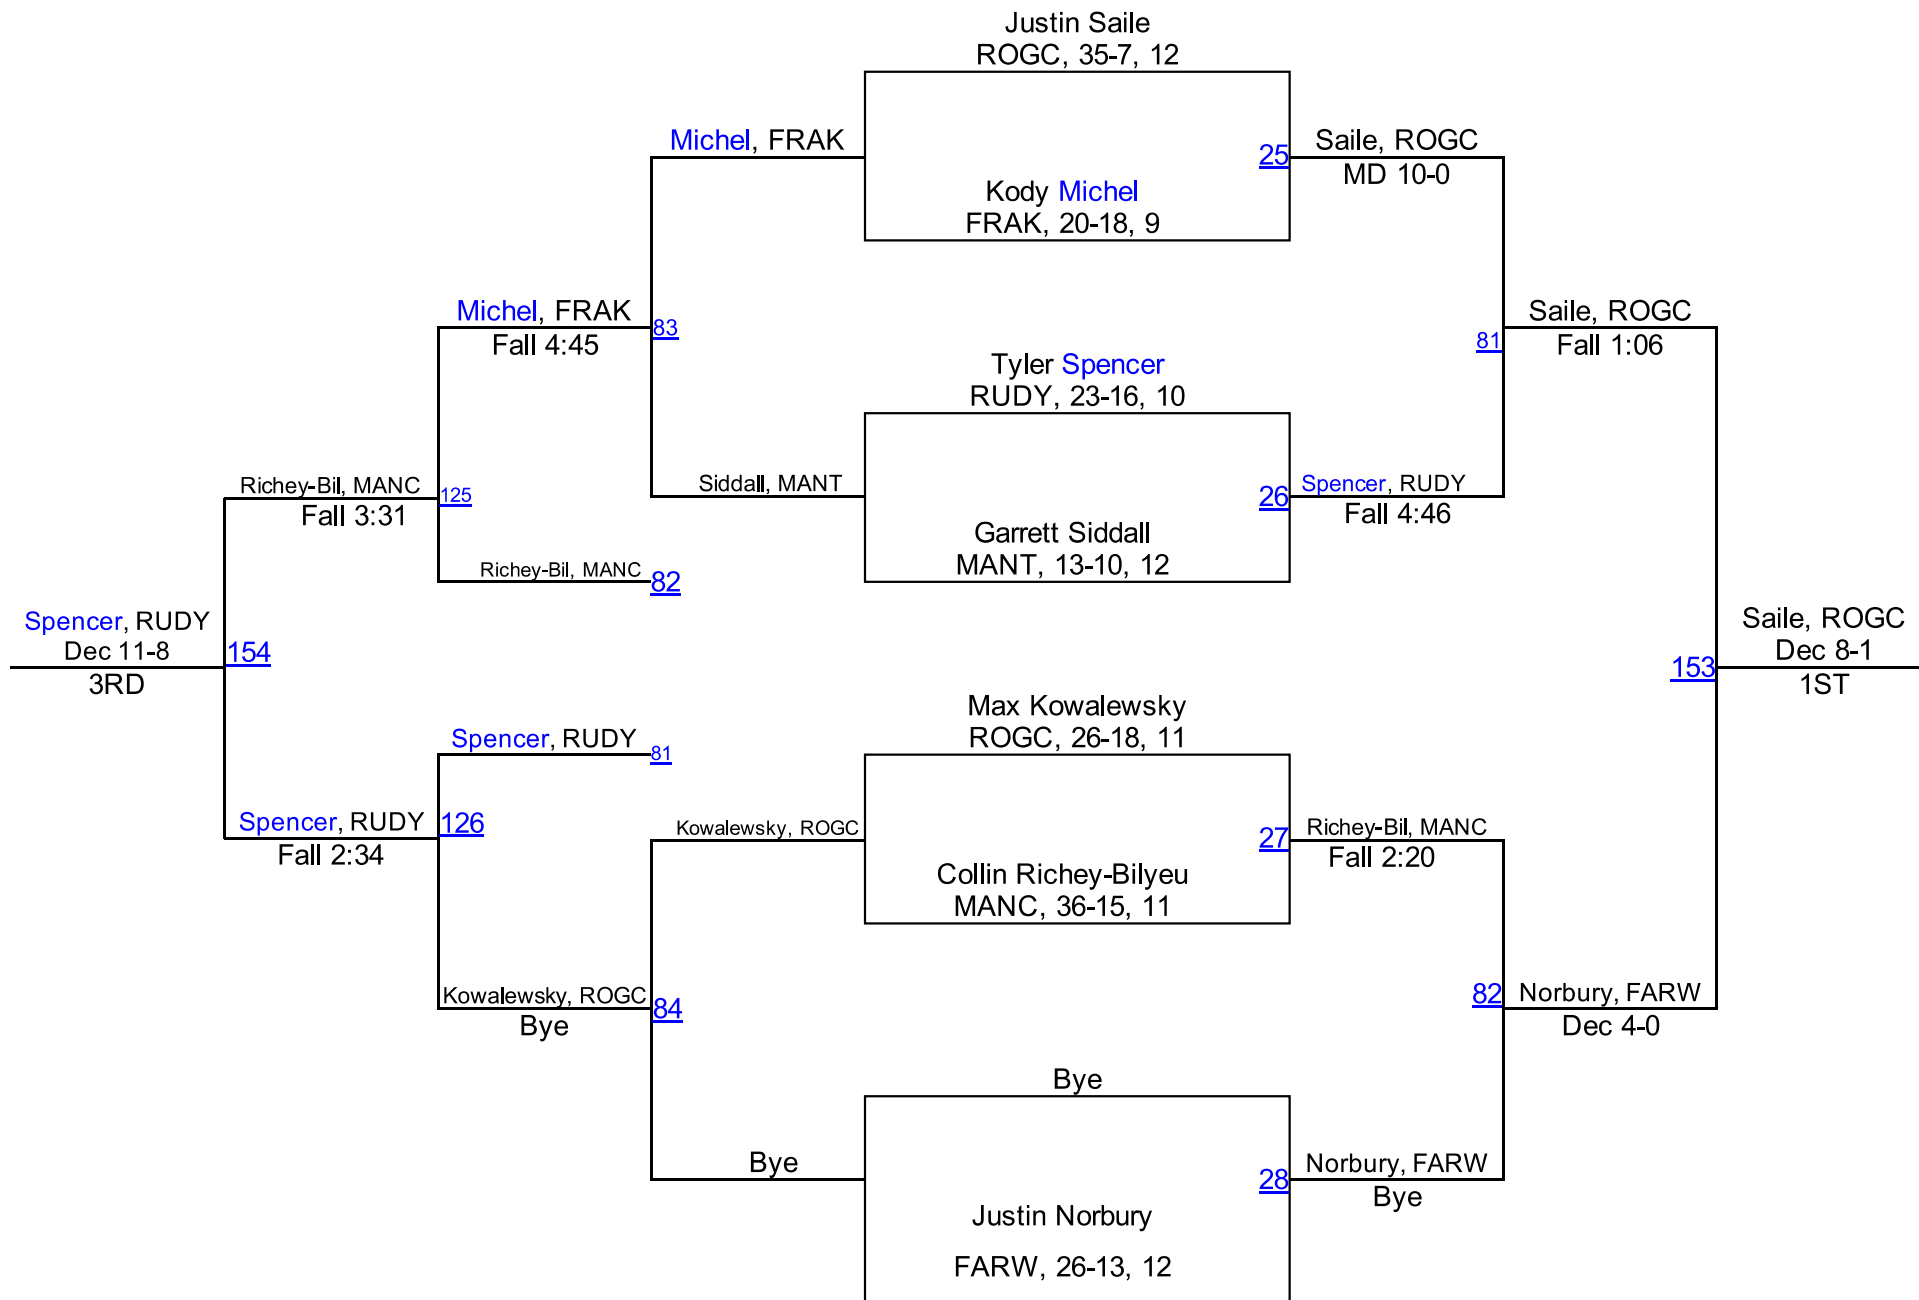 Justin Saile
ROGC, 35-7, 12
Michel, FRAK
25
Saile, ROGC
MD 10-0
Kody Michel
FRAK, 20-18, 9
Michel, FRAK
Fall 4:45
83
Saile, ROGC
Fall 1:06
81
Tyler Spencer
RUDY, 23-16, 10
Richey-Bil, MANC
Fall 3:31
125
Siddall, MANT
26
Spencer, RUDY
Fall 4:46
Garrett Siddall
MANT, 13-10, 12
Richey-Bil, MANC
82
Spencer, RUDY
Dec 11-8
3RD
154
Saile, ROGC
Dec 8-1
1ST
153
Max Kowalewsky
ROGC, 26-18, 11
Spencer, RUDY
81
Spencer, RUDY
Fall 2:34
126
Kowalewsky, ROGC
27
Richey-Bil, MANC
Fall 2:20
Collin Richey-Bilyeu
MANC, 36-15, 11
Kowalewsky, ROGC
Bye
84
82
Norbury, FARW
Dec 4-0
Bye
Bye
28
Norbury, FARW
Bye
Justin Norbury
FARW, 26-13, 12